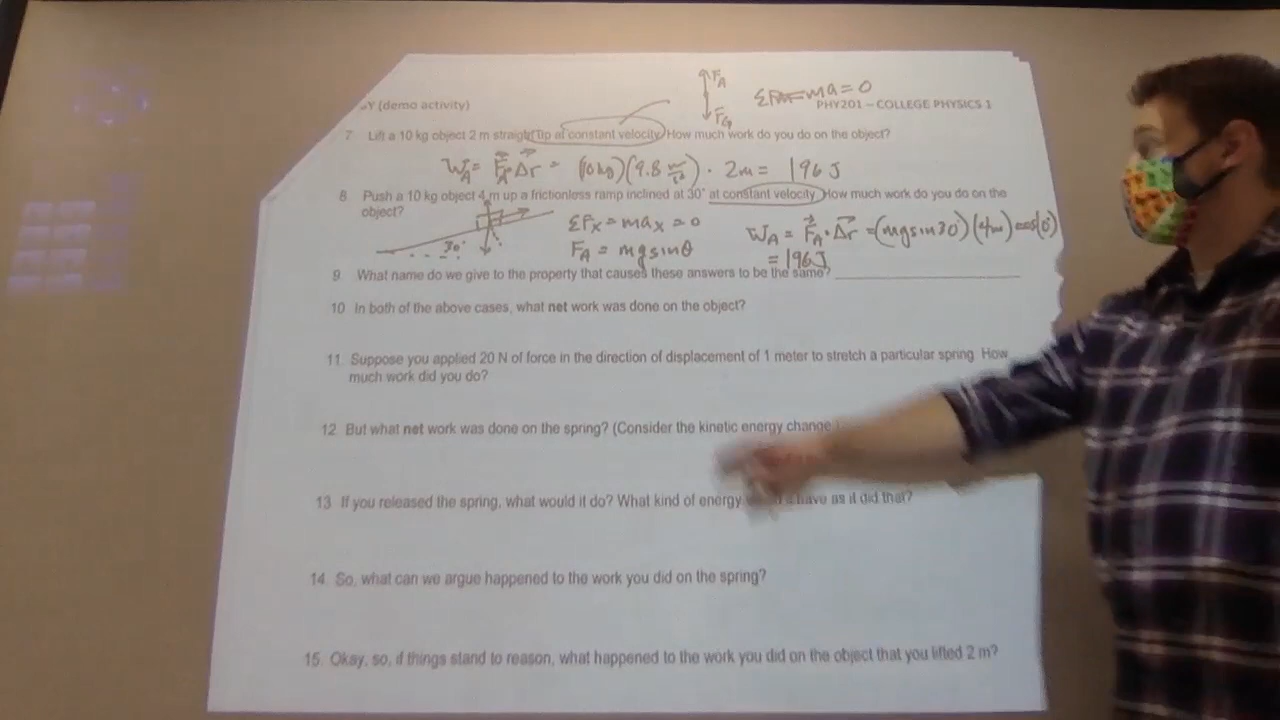 F_A
ΣF = ma = 0
F_G
(demo activity)
PHY201 – COLLEGE PHYSICS 1
7. Lift a 10 kg object 2 m straight up at constant velocity. How much work do you do on the object?
W_A = F_A · Δr = (10kg)(9.8 m/s²) · 2m = 196 J
8. Push a 10 kg object 4 m up a frictionless ramp inclined at 30° at constant velocity. How much work do you do on the
object?
30°
ΣFx = max = 0
F_A = mg sinθ
W_A = F_A · Δr = (mg sin30)(4m) cos(0°)
= 196J
9. What name do we give to the property that causes these answers to be the same?
10. In both of the above cases, what net work was done on the object?
11. Suppose you applied 20 N of force in the direction of displacement of 1 meter to stretch a particular spring. How
much work did you do?
12. But what net work was done on the spring? (Consider the kinetic energy change.)
13. If you released the spring, what would it do? What kind of energy have as it did that?
14. So, what can we argue happened to the work you did on the spring?
15. Okay, so, if things stand to reason, what happened to the work you did on the object that you lifted 2 m?